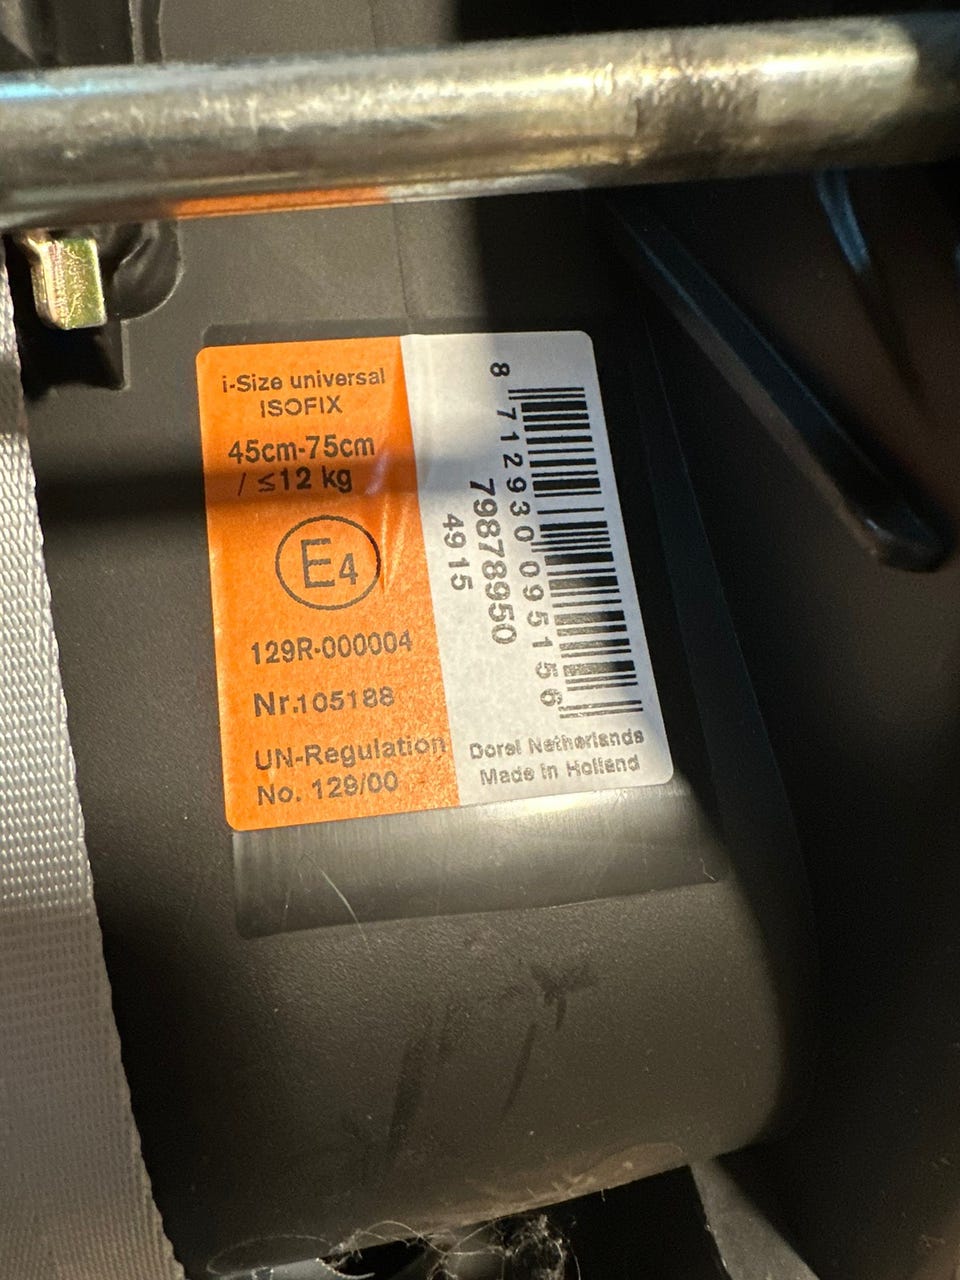 i-Size universal
ISOFIX
45cm-75cm
/ ≤12 kg
E4
129R-000004
Nr.105188
UN-Regulation
No. 129/00
8 712930 095156
79878950
4915
Dorel Netherlands
Made in Holland